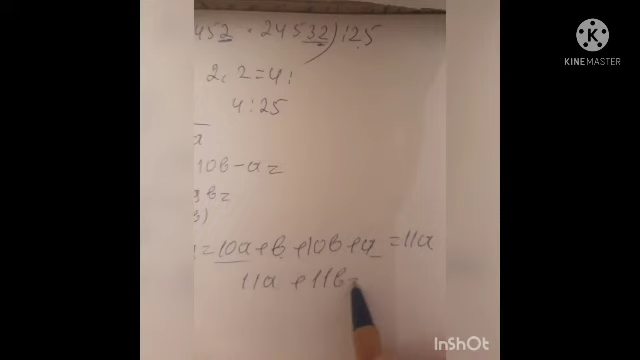 452 · 24532) : 25
2, 2 = 4 :
4 : 25
a
10b - a =
b =
3)
= 10a + b + 10b + a = 11a
11a + 11b =
K
KINEMASTER
InShOt